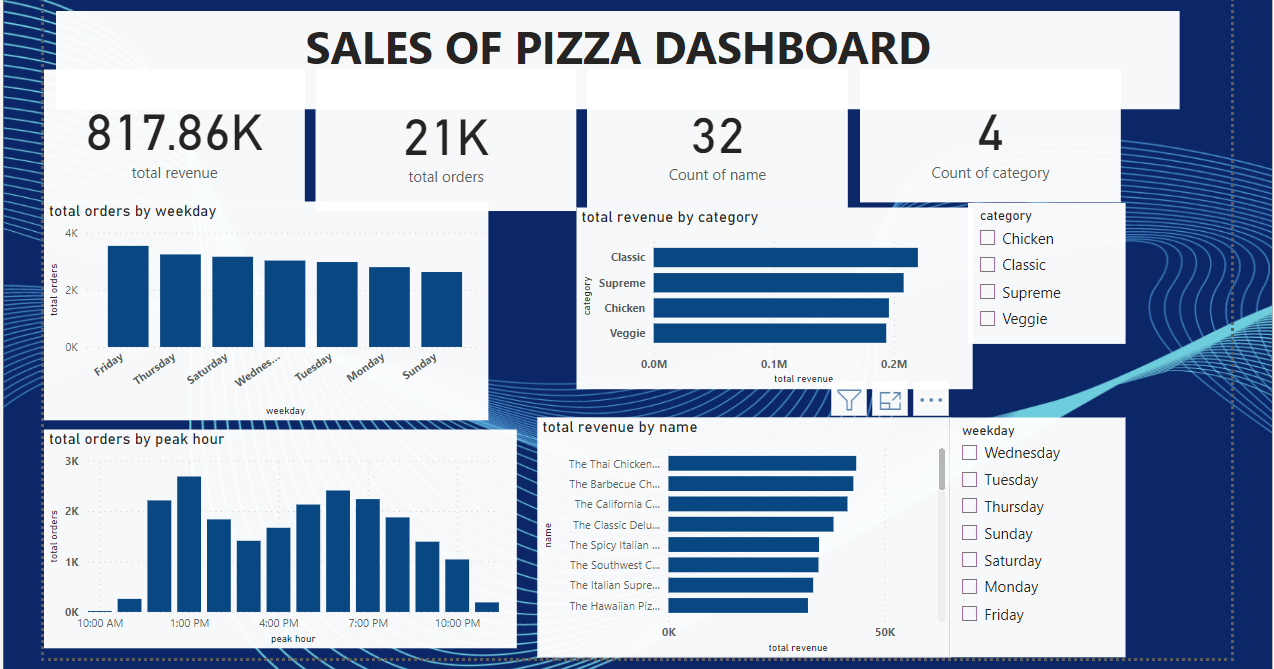 SALES OF PIZZA DASHBOARD
817.86K
total revenue
21K
total orders
32
Count of name
4
Count of category
total orders by weekday
4K
2K
0K
total orders
Friday
Thursday
Saturday
Wednes...
Tuesday
Monday
Sunday
weekday
total revenue by category
category
Classic
Supreme
Chicken
Veggie
0.0M
0.1M
0.2M
total revenue
category
Chicken
Classic
Supreme
Veggie
total orders by peak hour
3K
2K
1K
0K
total orders
10:00 AM
1:00 PM
4:00 PM
7:00 PM
10:00 PM
peak hour
total revenue by name
name
The Thai Chicken...
The Barbecue Ch...
The California C...
The Classic Delu...
The Spicy Italian ...
The Southwest C...
The Italian Supre...
The Hawaiian Piz...
0K
50K
total revenue
weekday
Wednesday
Tuesday
Thursday
Sunday
Saturday
Monday
Friday